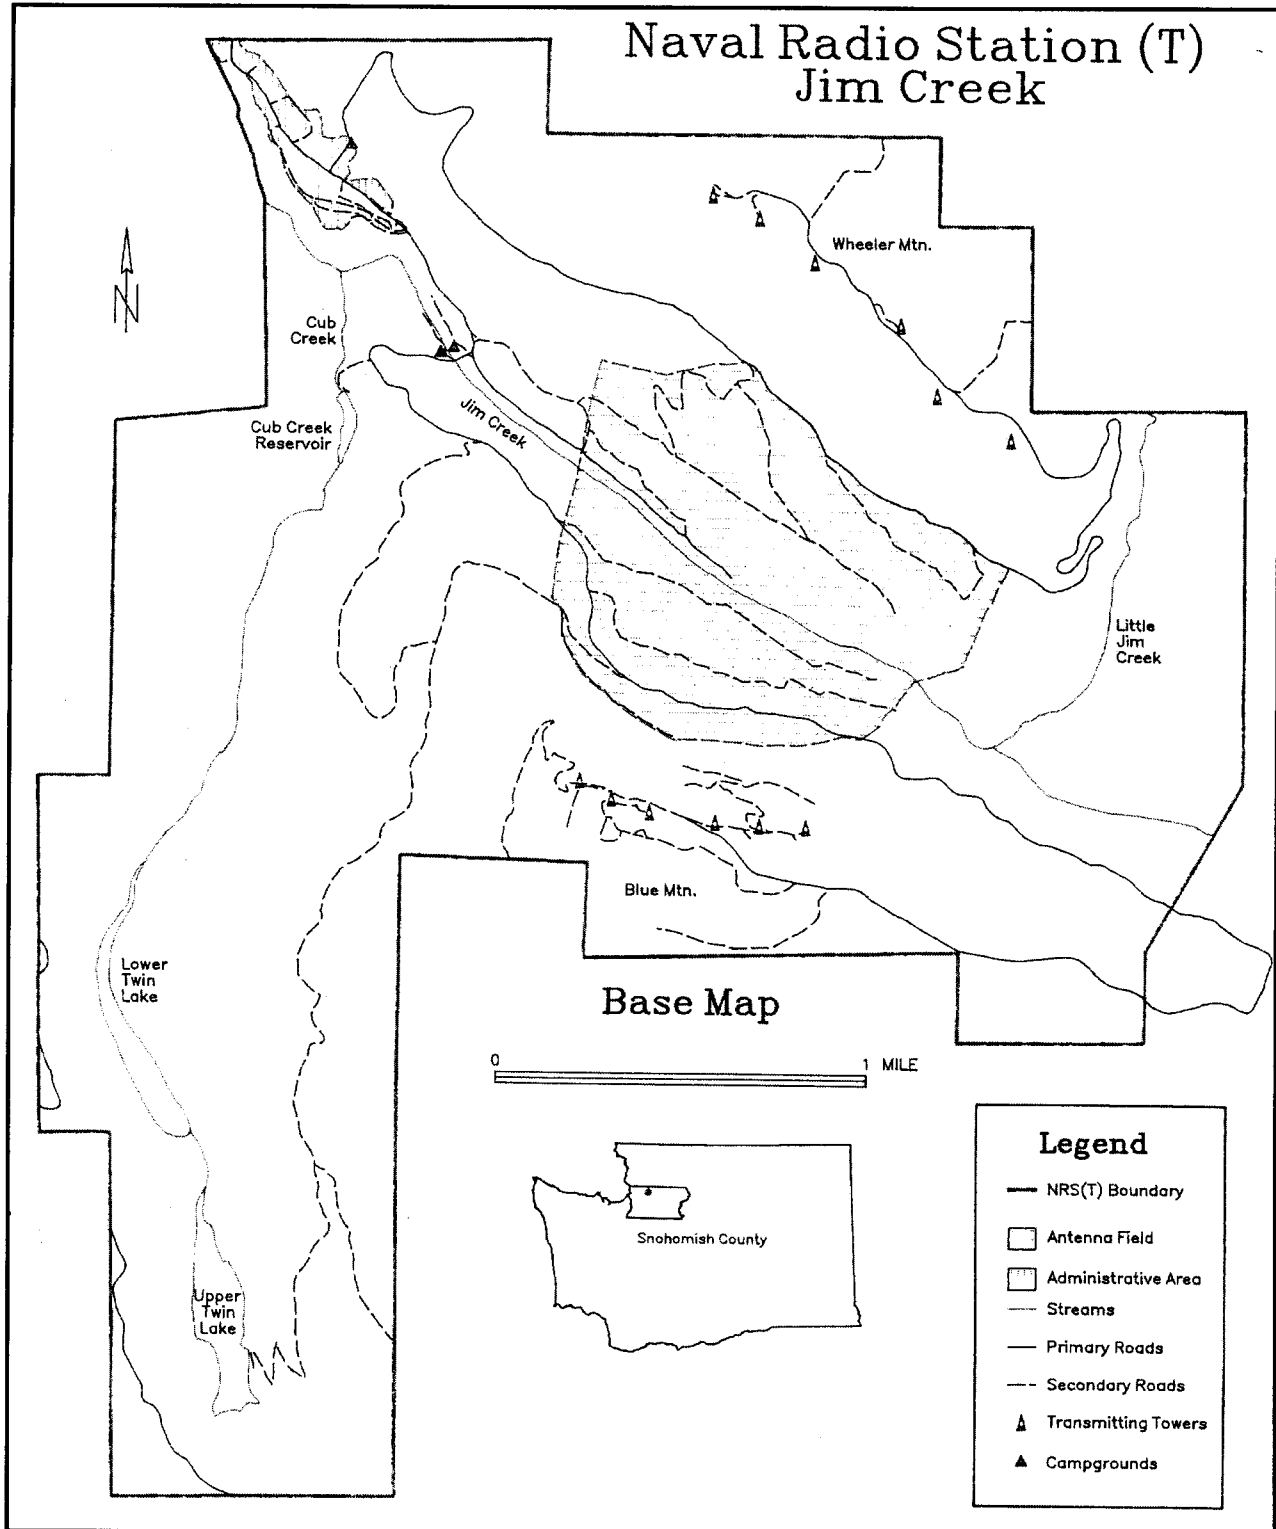 Naval Radio Station (T)
Jim Creek
Wheeler Mtn.
N
Cub
Creek
Cub Creek
Reservoir
Jim Creek
Little
Jim
Creek
Blue Mtn.
Lower
Twin
Lake
Base Map
0 1 MILE
Snohomish County
Upper
Twin
Lake
Legend
NRS(T) Boundary
Antenna Field
Administrative Area
Streams
Primary Roads
Secondary Roads
Transmitting Towers
Campgrounds